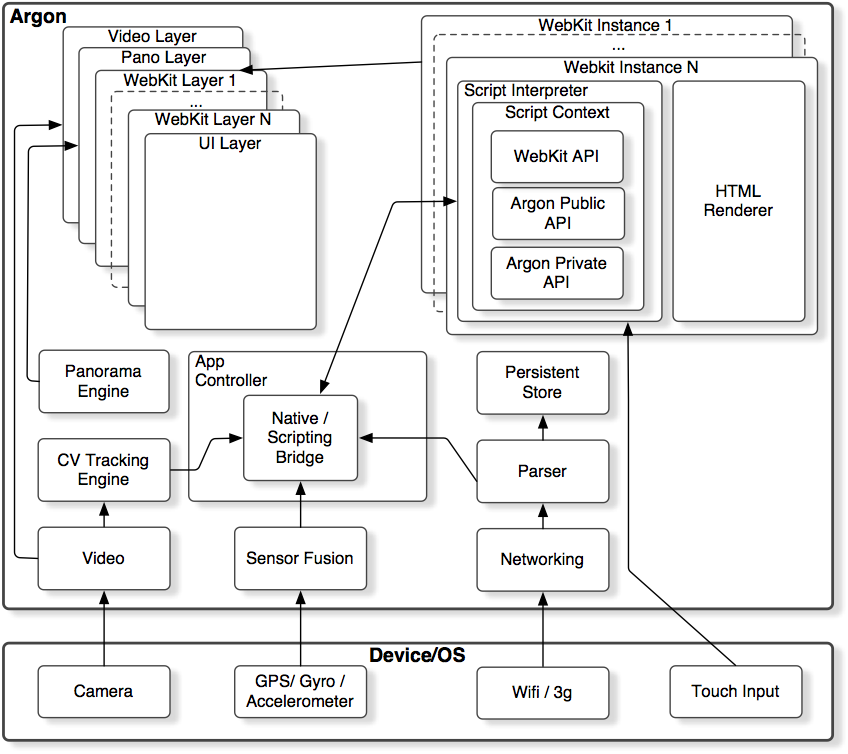 Argon
Video Layer
Pano Layer
WebKit Layer 1
...
WebKit Layer N
UI Layer
WebKit Instance 1
...
Webkit Instance N
Script Interpreter
Script Context
WebKit API
Argon Public
API
Argon Private
API
HTML
Renderer
Panorama
Engine
App
Controller
Native /
Scripting
Bridge
Persistent
Store
CV Tracking
Engine
Parser
Video
Sensor Fusion
Networking
Device/OS
Camera
GPS/ Gyro /
Accelerometer
Wifi / 3g
Touch Input